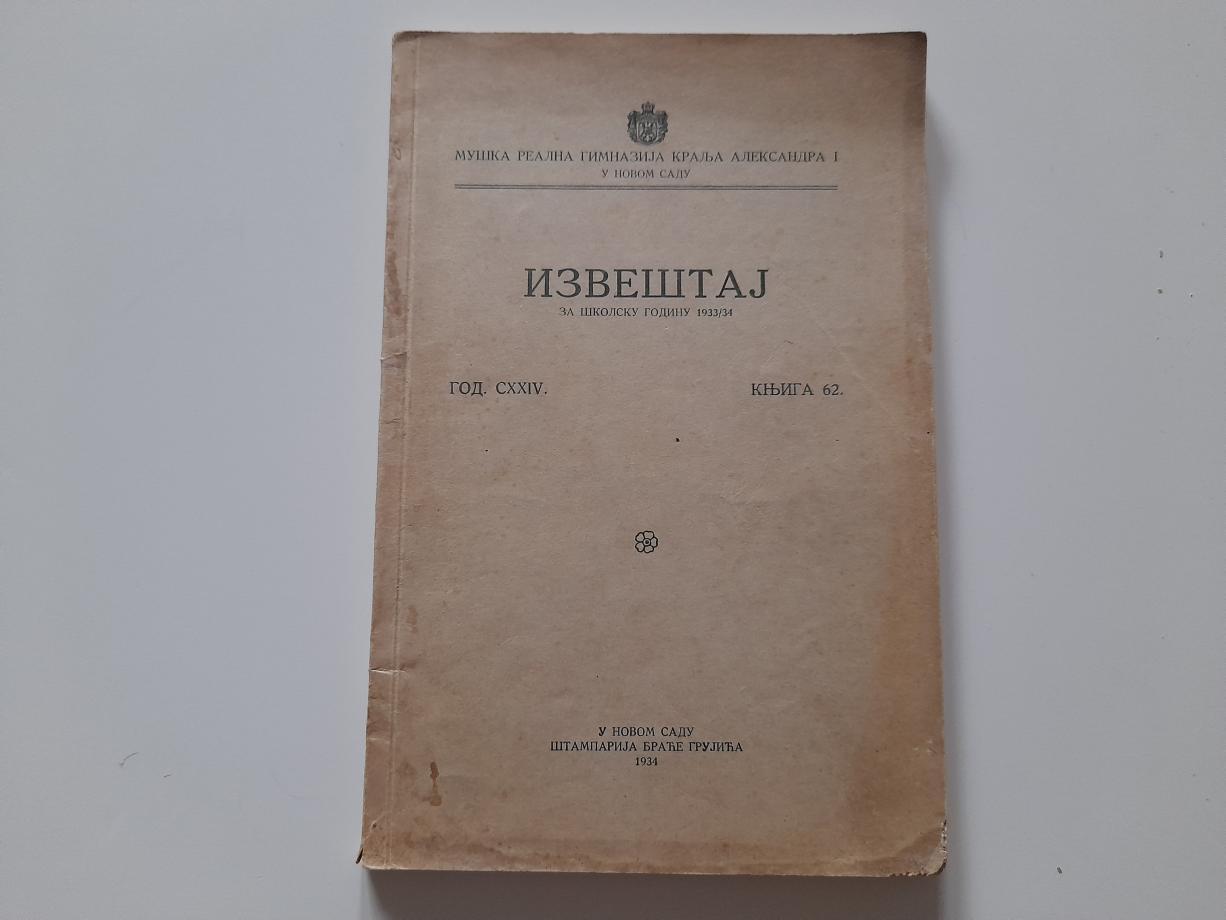 МУШКА РЕАЛНА ГИМНАЗИЈА КРАЉА АЛЕКСАНДРА I
У НОВОМ САДУ
ИЗВЕШТАЈ
ЗА ШКОЛСКУ ГОДИНУ 1933/34
ГОД. CXXIV. КЊИГА 62.
У НОВОМ САДУ
ШТАМПАРИЈА БРАЋЕ ГРУЈИЋА
1934